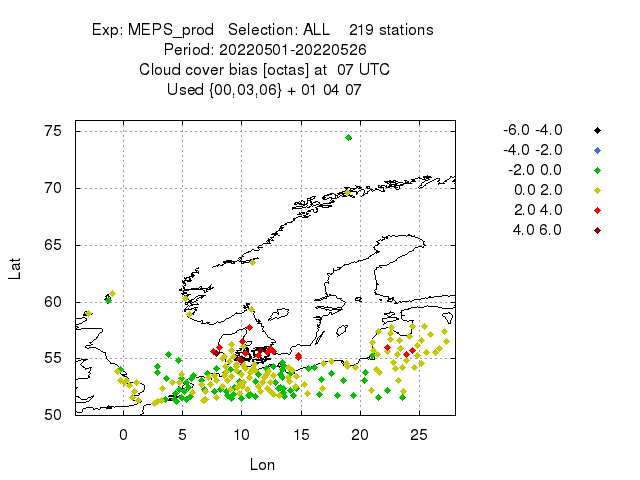 Exp: MEPS_prod Selection: ALL 219 stations
Period: 20220501-20220526
Cloud cover bias [octas] at 07 UTC
Used {00,03,06} + 01 04 07
75
70
65
60
55
50
Lat
0 5 10 15 20 25
Lon
-6.0 -4.0
-4.0 -2.0
-2.0 0.0
0.0 2.0
2.0 4.0
4.0 6.0